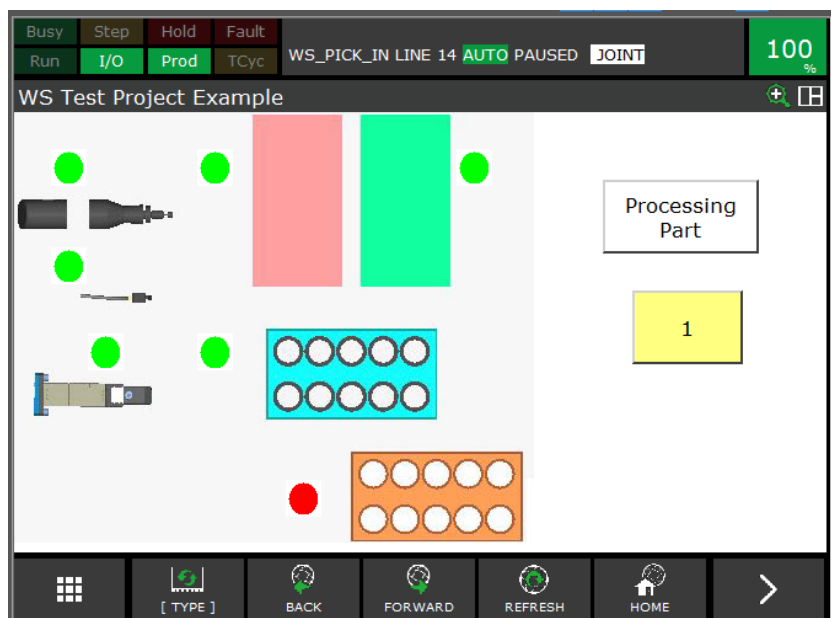 Busy Step Hold Fault
Run I/O Prod TCyc
WS_PICK_IN LINE 14 AUTO PAUSED JOINT
100
%
WS Test Project Example
Processing
Part
1
[ TYPE ] BACK FORWARD REFRESH HOME